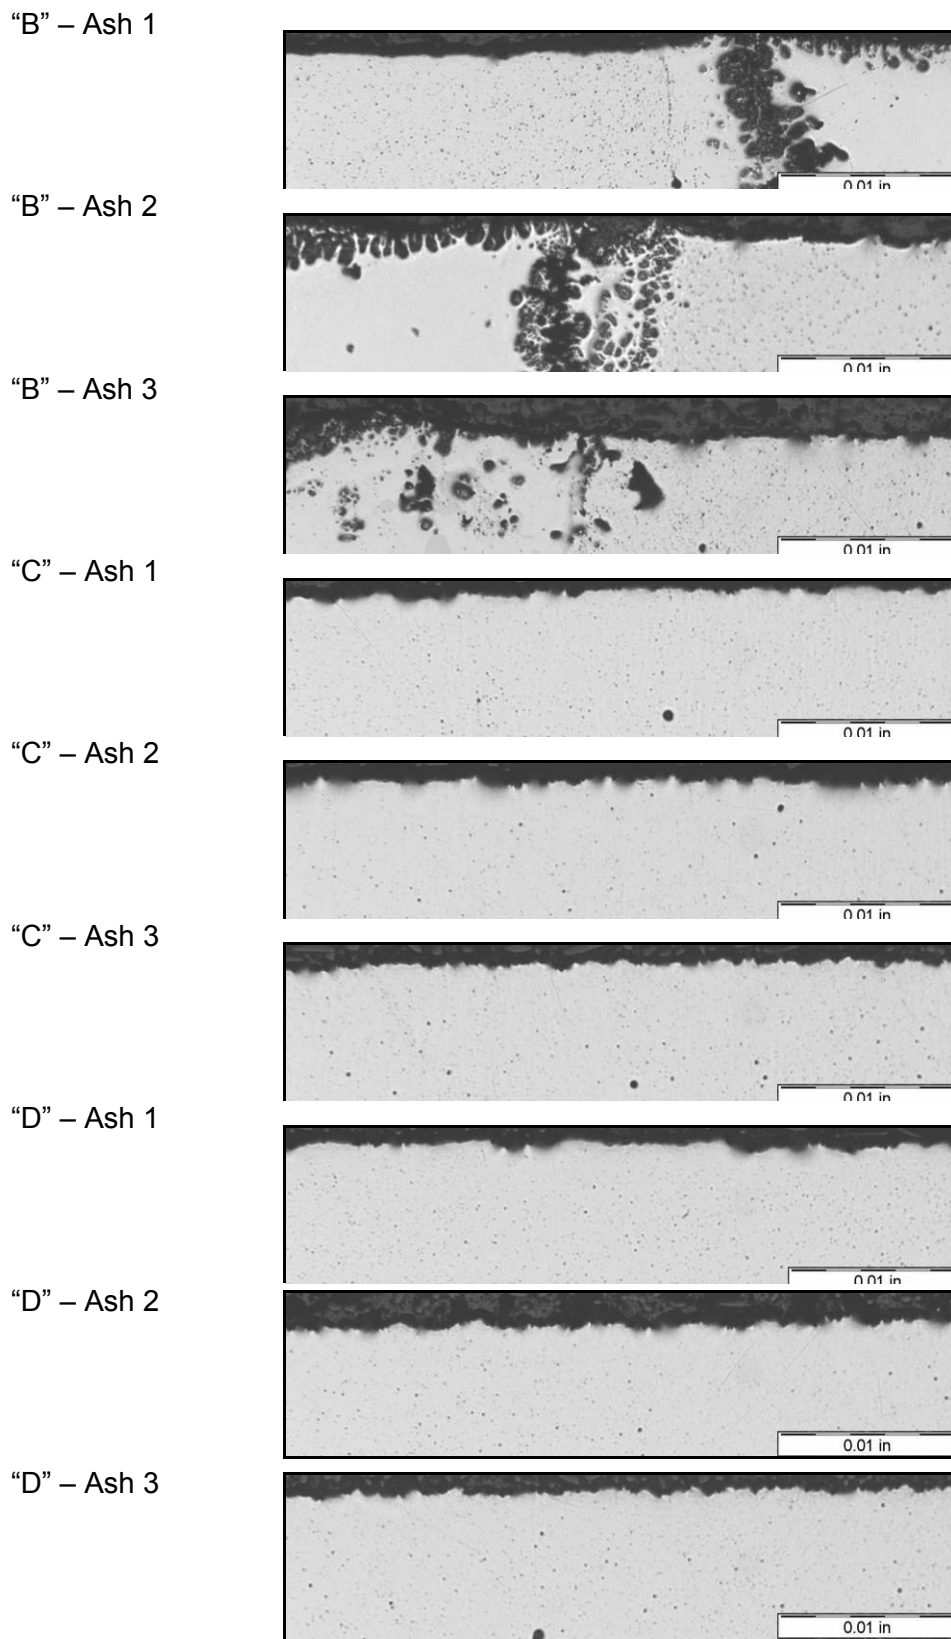 “B” – Ash 1
0.01 in
“B” – Ash 2
0.01 in
“B” – Ash 3
0.01 in
“C” – Ash 1
0.01 in
“C” – Ash 2
0.01 in
“C” – Ash 3
0.01 in
“D” – Ash 1
0.01 in
“D” – Ash 2
0.01 in
“D” – Ash 3
0.01 in